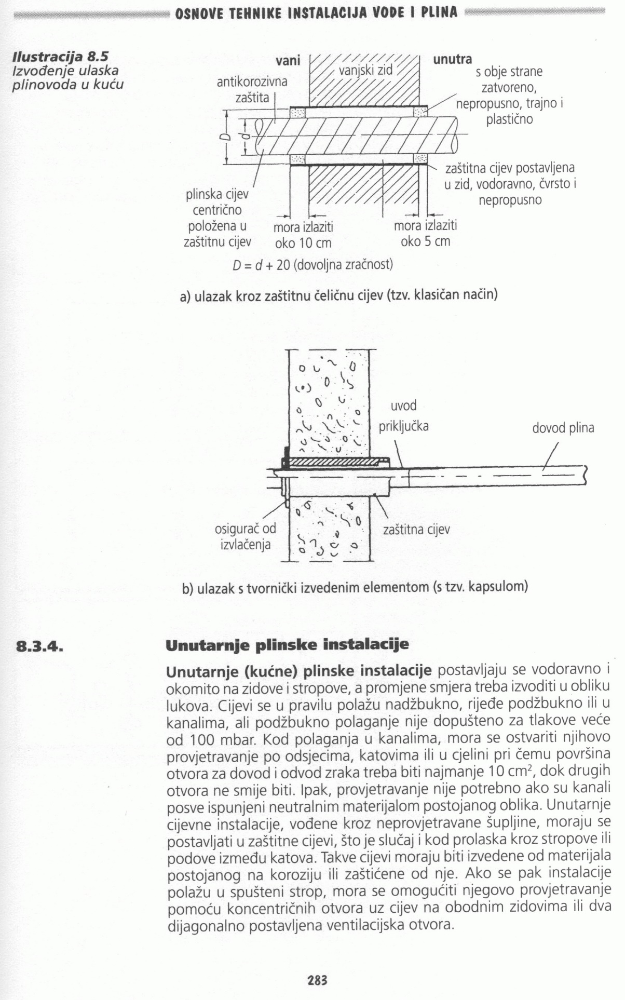 OSNOVE TEHNIKE INSTALACIJA VODE I PLINA
Ilustracija 8.5
Izvođenje ulaska
plinovoda u kuću
vani
vanjski zid
unutra
antikorozivna
zaštita
s obje strane
zatvoreno,
nepropusno, trajno i
plastično
D
d
zaštitna cijev postavljena
u zid, vodoravno, čvrsto i
nepropusno
plinska cijev
centrično
položena u
zaštitnu cijev
mora izlaziti
oko 10 cm
mora izlaziti
oko 5 cm
D = d + 20 (dovoljna zračnost)
a) ulazak kroz zaštitnu čeličnu cijev (tzv. klasičan način)
uvod
priključka
dovod plina
osigurač od
izvlačenja
zaštitna cijev
b) ulazak s tvornički izvedenim elementom (s tzv. kapsulom)
8.3.4. Unutarnje plinske instalacije
Unutarnje (kućne) plinske instalacije postavljaju se vodoravno i
okomito na zidove i stropove, a promjene smjera treba izvoditi u obliku
lukova. Cijevi se u pravilu polažu nadžbukno, rijeđe podžbukno ili u
kanalima, ali podžbukno polaganje nije dopušteno za tlakove veće
od 100 mbar. Kod polaganja u kanalima, mora se ostvariti njihovo
provjetravanje po odsjecima, katovima ili u cjelini pri čemu površina
otvora za dovod i odvod zraka treba biti najmanje 10 cm², dok drugih
otvora ne smije biti. Ipak, provjetravanje nije potrebno ako su kanali
posve ispunjeni neutralnim materijalom postojanog oblika. Unutarnje
cijevne instalacije, vođene kroz neprovjetravane šupljine, moraju se
postavljati u zaštitne cijevi, što je slučaj i kod prolaska kroz stropove ili
podove između katova. Takve cijevi moraju biti izvedene od materijala
postojanog na koroziju ili zaštićene od nje. Ako se pak instalacije
polažu u spušteni strop, mora se omogućiti njegovo provjetravanje
pomoću koncentričnih otvora uz cijev na obodnim zidovima ili dva
dijagonalno postavljena ventilacijska otvora.
283